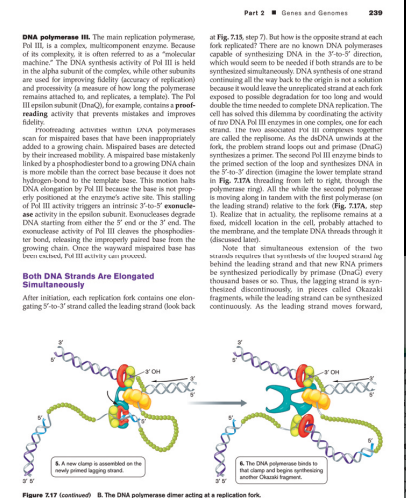 Part 2 ■ Genes and Genomes 239
DNA polymerase III. The main replication polymerase,
Pol III, is a complex, multicomponent enzyme. Because
of its complexity, it is often referred to as a “molecular
machine.” The DNA synthesis activity of Pol III is held
in the alpha subunit of the complex, while other subunits
are used for improving fidelity (accuracy of replication)
and processivity (a measure of how long the polymerase
remains attached to, and replicates, a template). The Pol
III epsilon subunit (DnaQ), for example, contains a proof-
reading activity that prevents mistakes and improves
fidelity.
Proofreading activities within DNA polymerases
scan for mispaired bases that have been inappropriately
added to a growing chain. Mispaired bases are detected
by their increased mobility. A mispaired base mistakenly
linked by a phosphodiester bond to a growing DNA chain
is more mobile than the correct base because it does not
hydrogen-bond to the template base. This motion halts
DNA elongation by Pol III because the base is not prop-
erly positioned at the enzyme’s active site. This stalling
of Pol III activity triggers an intrinsic 3′-to-5′ exonucle-
ase activity in the epsilon subunit. Exonucleases degrade
DNA starting from either the 5′ end or the 3′ end. The
exonuclease activity of Pol III cleaves the phosphodies-
ter bond, releasing the improperly paired base from the
growing chain. Once the wayward mispaired base has
been excised, Pol III activity can proceed.
Both DNA Strands Are Elongated
Simultaneously
After initiation, each replication fork contains one elon-
gating 5′-to-3′ strand called the leading strand (look back
at Fig. 7.15, step 7). But how is the opposite strand at each
fork replicated? There are no known DNA polymerases
capable of synthesizing DNA in the 3′-to-5′ direction,
which would seem to be needed if both strands are to be
synthesized simultaneously. DNA synthesis of one strand
continuing all the way back to the origin is not a solution
because it would leave the unreplicated strand at each fork
exposed to possible degradation for too long and would
double the time needed to complete DNA replication. The
cell has solved this dilemma by coordinating the activity
of two DNA Pol III enzymes in one complex, one for each
strand. The two associated Pol III complexes together
are called the replisome. As the dsDNA unwinds at the
fork, the problem strand loops out and primase (DnaG)
synthesizes a primer. The second Pol III enzyme binds to
the primed section of the loop and synthesizes DNA in
the 5′-to-3′ direction (imagine the lower template strand
in Fig. 7.17A threading from left to right, through the
polymerase ring). All the while the second polymerase
is moving along in tandem with the first polymerase (on
the leading strand) relative to the fork (Fig. 7.17A, step
1). Realize that in actuality, the replisome remains at a
fixed, midcell location in the cell, probably attached to
the membrane, and the template DNA threads through it
(discussed later).
Note that simultaneous extension of the two
strands requires that synthesis of the looped strand lag
behind the leading strand and that new RNA primers
be synthesized periodically by primase (DnaG) every
thousand bases or so. Thus, the lagging strand is syn-
thesized discontinuously, in pieces called Okazaki
fragments, while the leading strand can be synthesized
continuously. As the leading strand moves forward,
3′
5′
3′ OH
3′
5′
5′
3′ 5′
5. A new clamp is assembled on the
newly primed lagging strand.
3′
5′
3′ OH
3′
5′
5′
5′
3′ 5′
6. The DNA polymerase binds to
that clamp and begins synthesizing
another Okazaki fragment.
Figure 7.17 (continued) B. The DNA polymerase dimer acting at a replication fork.